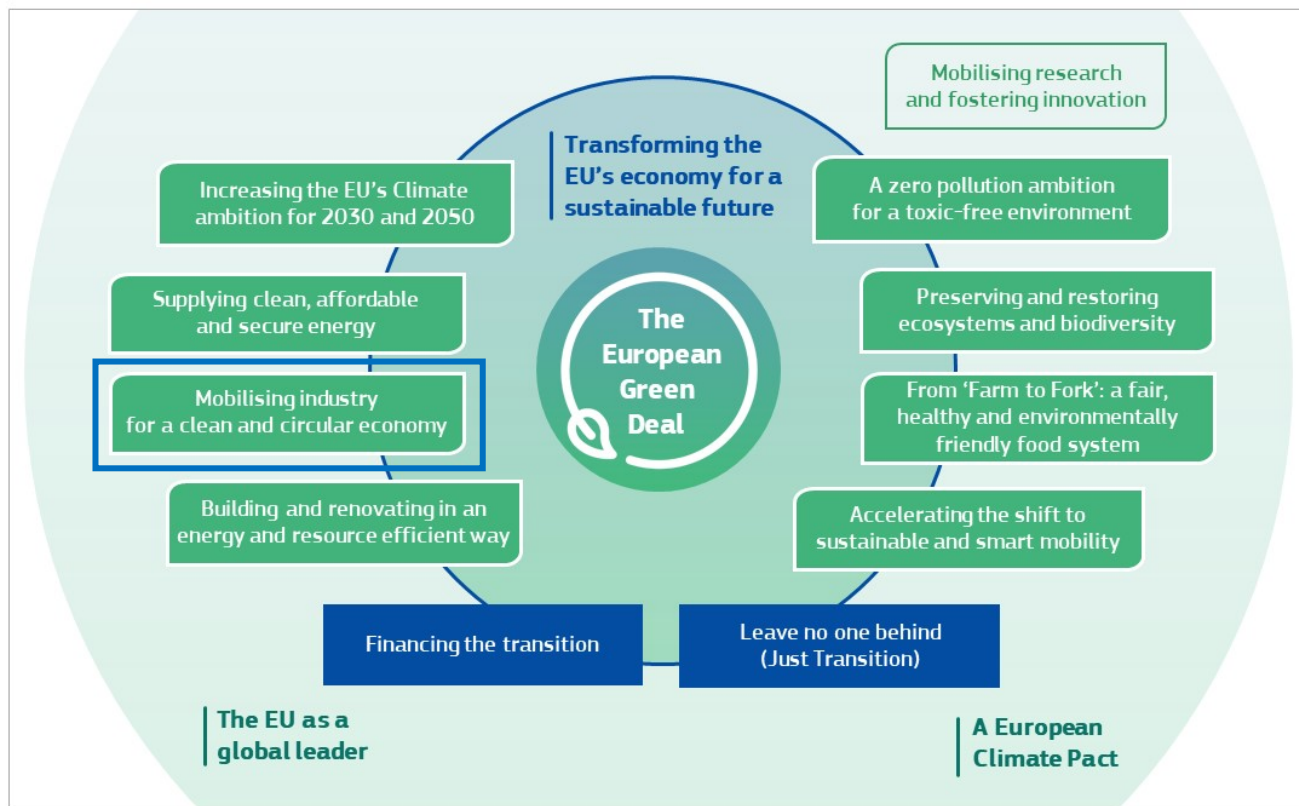 Mobilising research
and fostering innovation
Transforming the
EU's economy for a
sustainable future
Increasing the EU's Climate
ambition for 2030 and 2050
A zero pollution ambition
for a toxic-free environment
Supplying clean, affordable
and secure energy
The
European
Green
Deal
Preserving and restoring
ecosystems and biodiversity
Mobilising industry
for a clean and circular economy
From ‘Farm to Fork’: a fair,
healthy and environmentally
friendly food system
Building and renovating in an
energy and resource efficient way
Accelerating the shift to
sustainable and smart mobility
Financing the transition
Leave no one behind
(Just Transition)
The EU as a
global leader
A European
Climate Pact